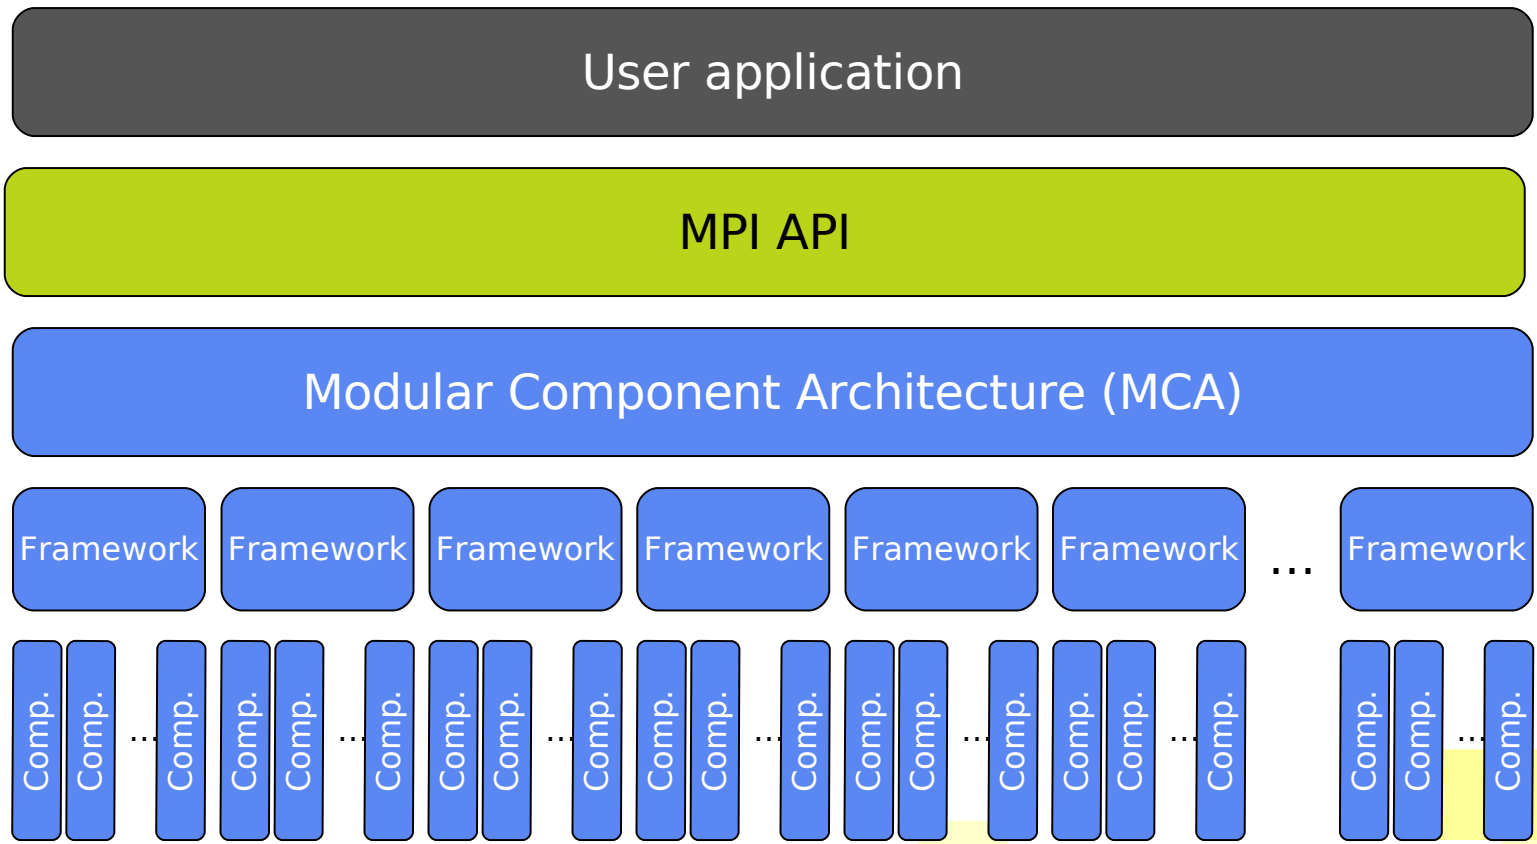 User application
MPI API
Modular Component Architecture (MCA)
Framework Framework Framework Framework Framework Framework ... Framework
Comp. Comp. ... Comp. Comp. Comp. ... Comp. Comp. Comp. ... Comp. Comp. Comp. ... Comp. Comp. Comp. ... Comp. Comp. Comp. ... Comp. Comp. Comp. ... Comp.